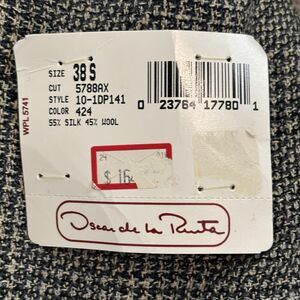 SIZE 38 S
CUT 5788AX
STYLE 10-1DP141
COLOR 424
55% SILK 45% WOOL
WPL 5741
0 23764 17780 1
24
Oscar de la Renta